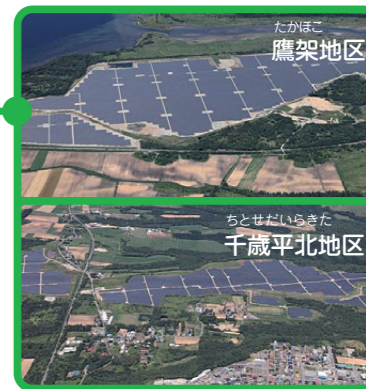 たかほこ
鷹架地区
ちとせだいらきた
千歳平北地区